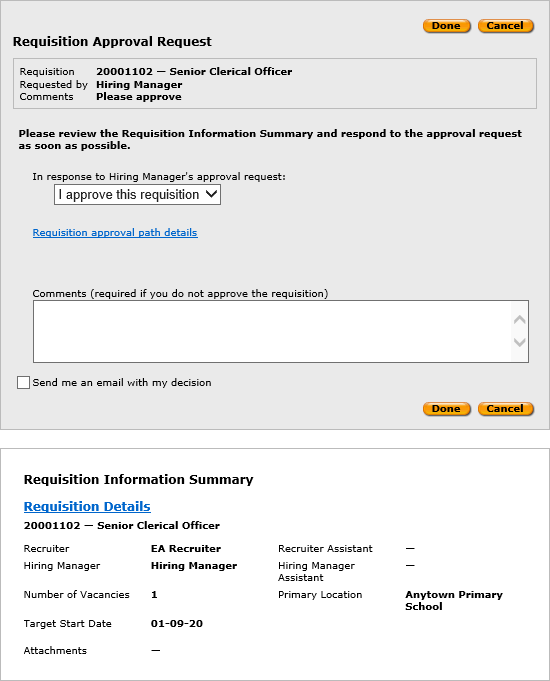 Done Cancel
Requisition Approval Request
Requisition 20001102 — Senior Clerical Officer
Requested by Hiring Manager
Comments Please approve
Please review the Requisition Information Summary and respond to the approval request
as soon as possible.
In response to Hiring Manager's approval request:
I approve this requisition
Requisition approval path details
Comments (required if you do not approve the requisition)
Send me an email with my decision
Done Cancel
Requisition Information Summary
Requisition Details
20001102 — Senior Clerical Officer
Recruiter EA Recruiter Recruiter Assistant —
Hiring Manager Hiring Manager Hiring Manager —
Assistant
Number of Vacancies 1 Primary Location Anytown Primary
School
Target Start Date 01-09-20
Attachments —